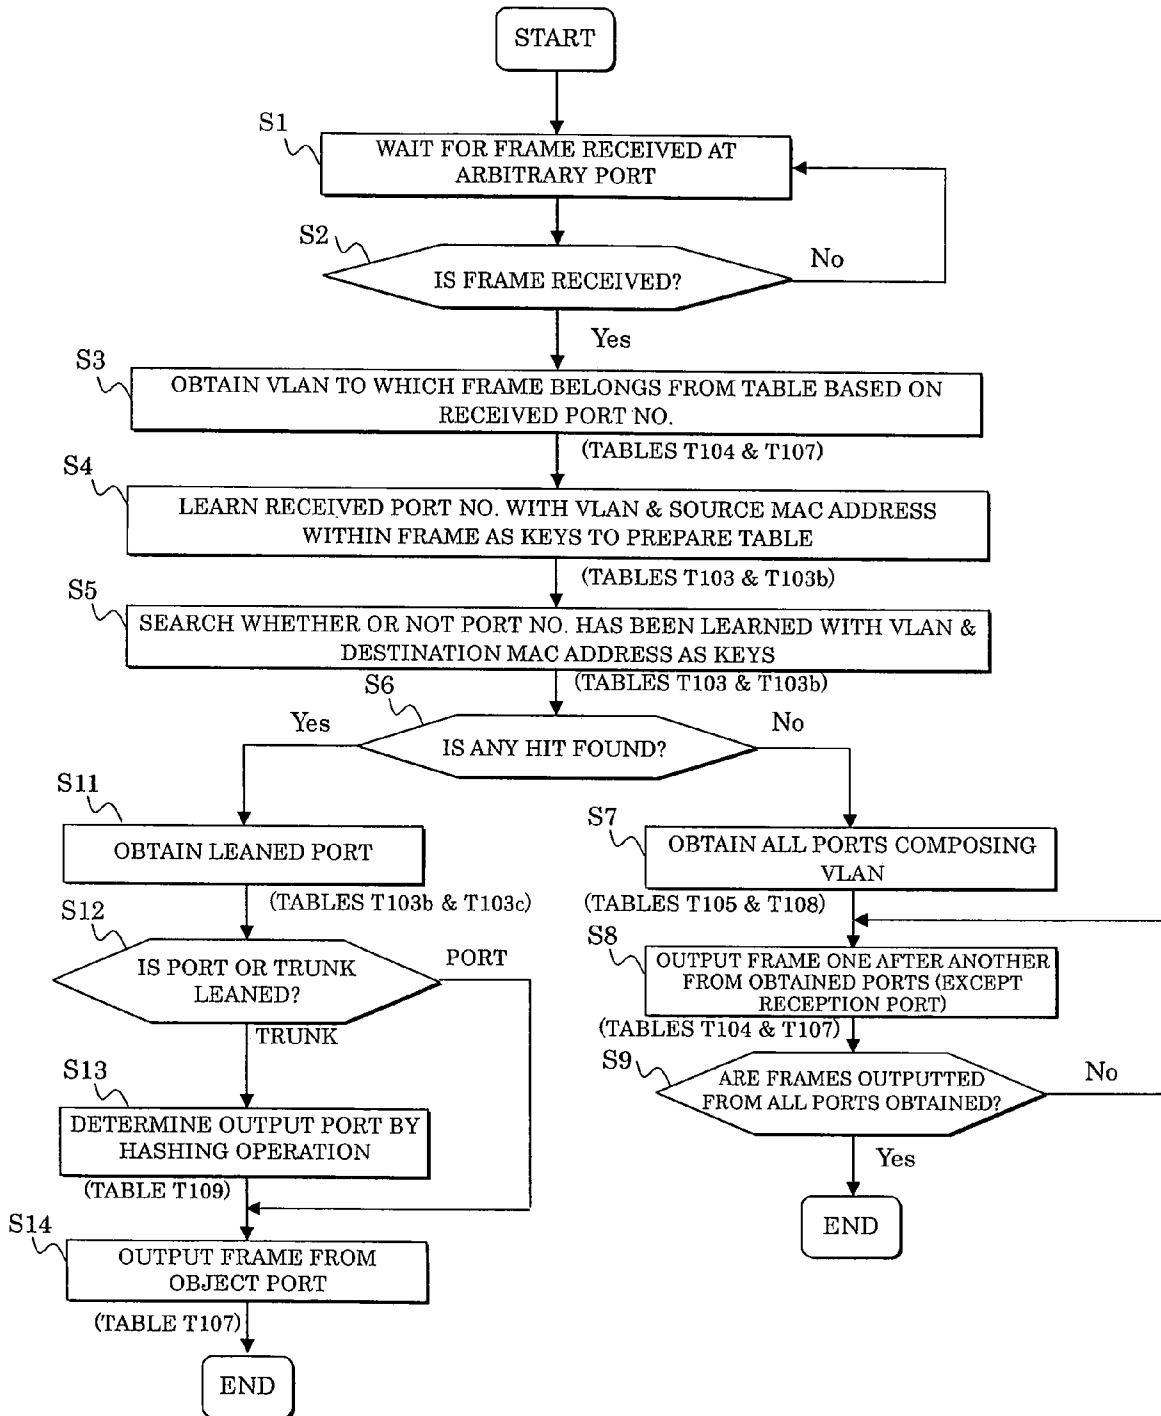 START
S1
WAIT FOR FRAME RECEIVED AT
ARBITRARY PORT
S2
IS FRAME RECEIVED?
No
Yes
S3
OBTAIN VLAN TO WHICH FRAME BELONGS FROM TABLE BASED ON
RECEIVED PORT NO.
(TABLES T104 & T107)
S4
LEARN RECEIVED PORT NO. WITH VLAN & SOURCE MAC ADDRESS
WITHIN FRAME AS KEYS TO PREPARE TABLE
(TABLES T103 & T103b)
S5
SEARCH WHETHER OR NOT PORT NO. HAS BEEN LEARNED WITH VLAN &
DESTINATION MAC ADDRESS AS KEYS
(TABLES T103 & T103b)
S6
IS ANY HIT FOUND?
Yes
No
S11
OBTAIN LEANED PORT
(TABLES T103b & T103c)
S12
IS PORT OR TRUNK
LEANED?
PORT
TRUNK
S13
DETERMINE OUTPUT PORT BY
HASHING OPERATION
(TABLE T109)
S14
OUTPUT FRAME FROM
OBJECT PORT
(TABLE T107)
END
S7
OBTAIN ALL PORTS COMPOSING
VLAN
(TABLES T105 & T108)
S8
OUTPUT FRAME ONE AFTER ANOTHER
FROM OBTAINED PORTS (EXCEPT
RECEPTION PORT)
(TABLES T104 & T107)
S9
ARE FRAMES OUTPUTTED
FROM ALL PORTS OBTAINED?
No
Yes
END